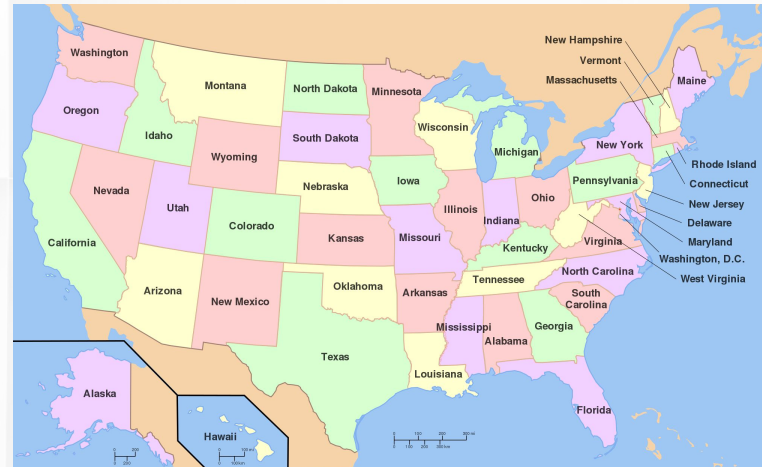 New Hampshire
Vermont
Massachusetts
Washington
Montana
North Dakota
Minnesota
Maine
Oregon
Idaho
Wisconsin
South Dakota
Michigan
New York
Wyoming
Rhode Island
Connecticut
Nebraska
Iowa
Pennsylvania
New Jersey
Nevada
Utah
Illinois
Indiana
Ohio
Delaware
Colorado
Maryland
California
Kansas
Missouri
Kentucky
Virginia
Washington, D.C.
West Virginia
Arizona
New Mexico
Oklahoma
Arkansas
Tennessee
North Carolina
South
Carolina
Mississippi
Alabama
Georgia
Texas
Louisiana
Alaska
Hawaii
Florida